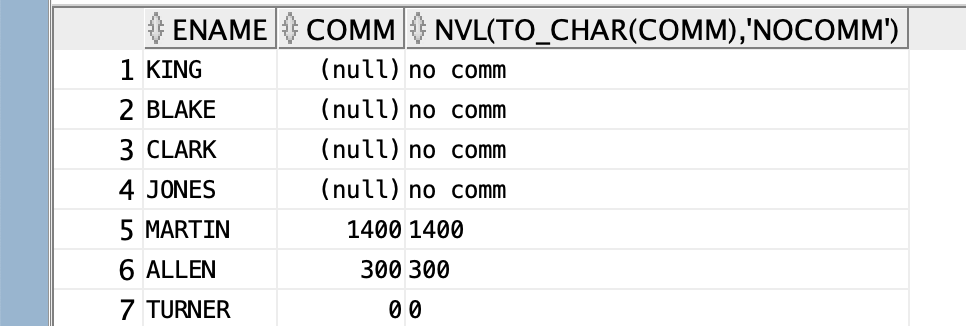 ENAME COMM NVL(TO_CHAR(COMM),'NOCOMM')
1 KING (null) no comm
2 BLAKE (null) no comm
3 CLARK (null) no comm
4 JONES (null) no comm
5 MARTIN 1400 1400
6 ALLEN 300 300
7 TURNER 0 0